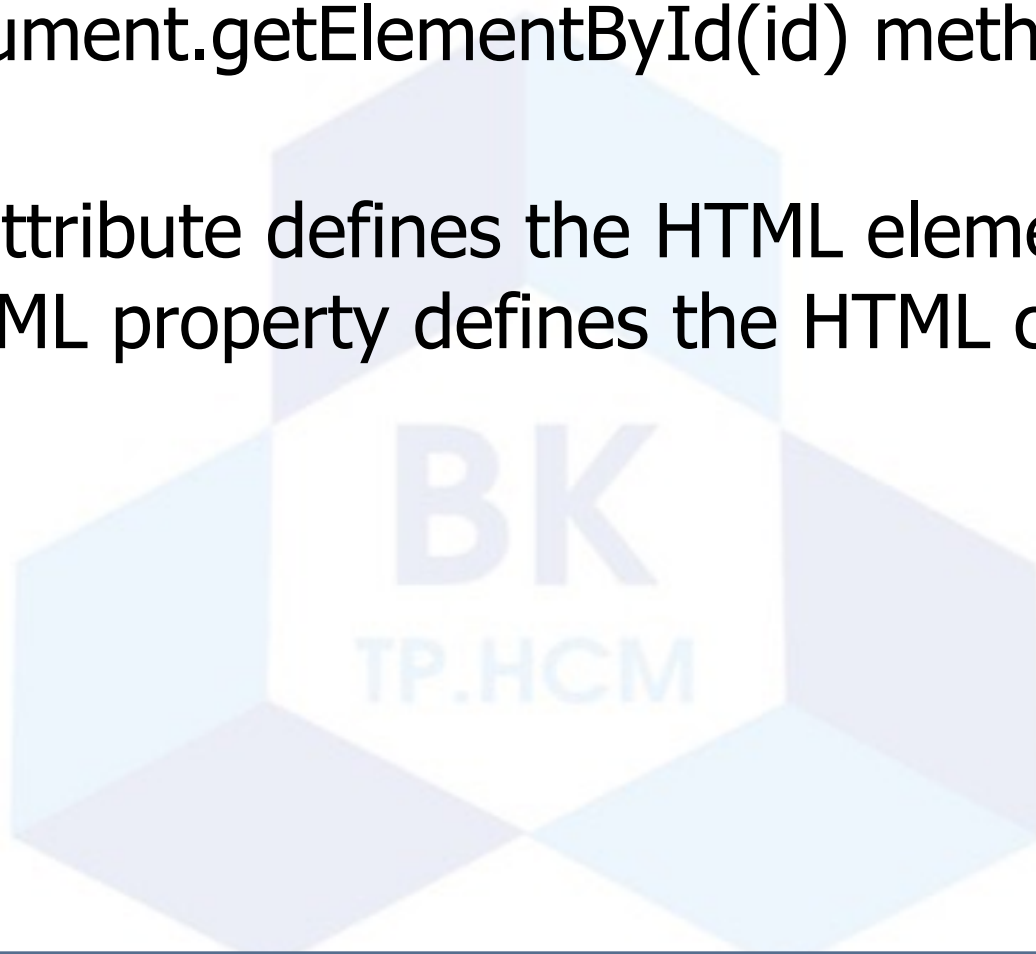 ument.getElementById(id) meth
ttribute defines the HTML eleme
ML property defines the HTML c
BK
TP.HCM